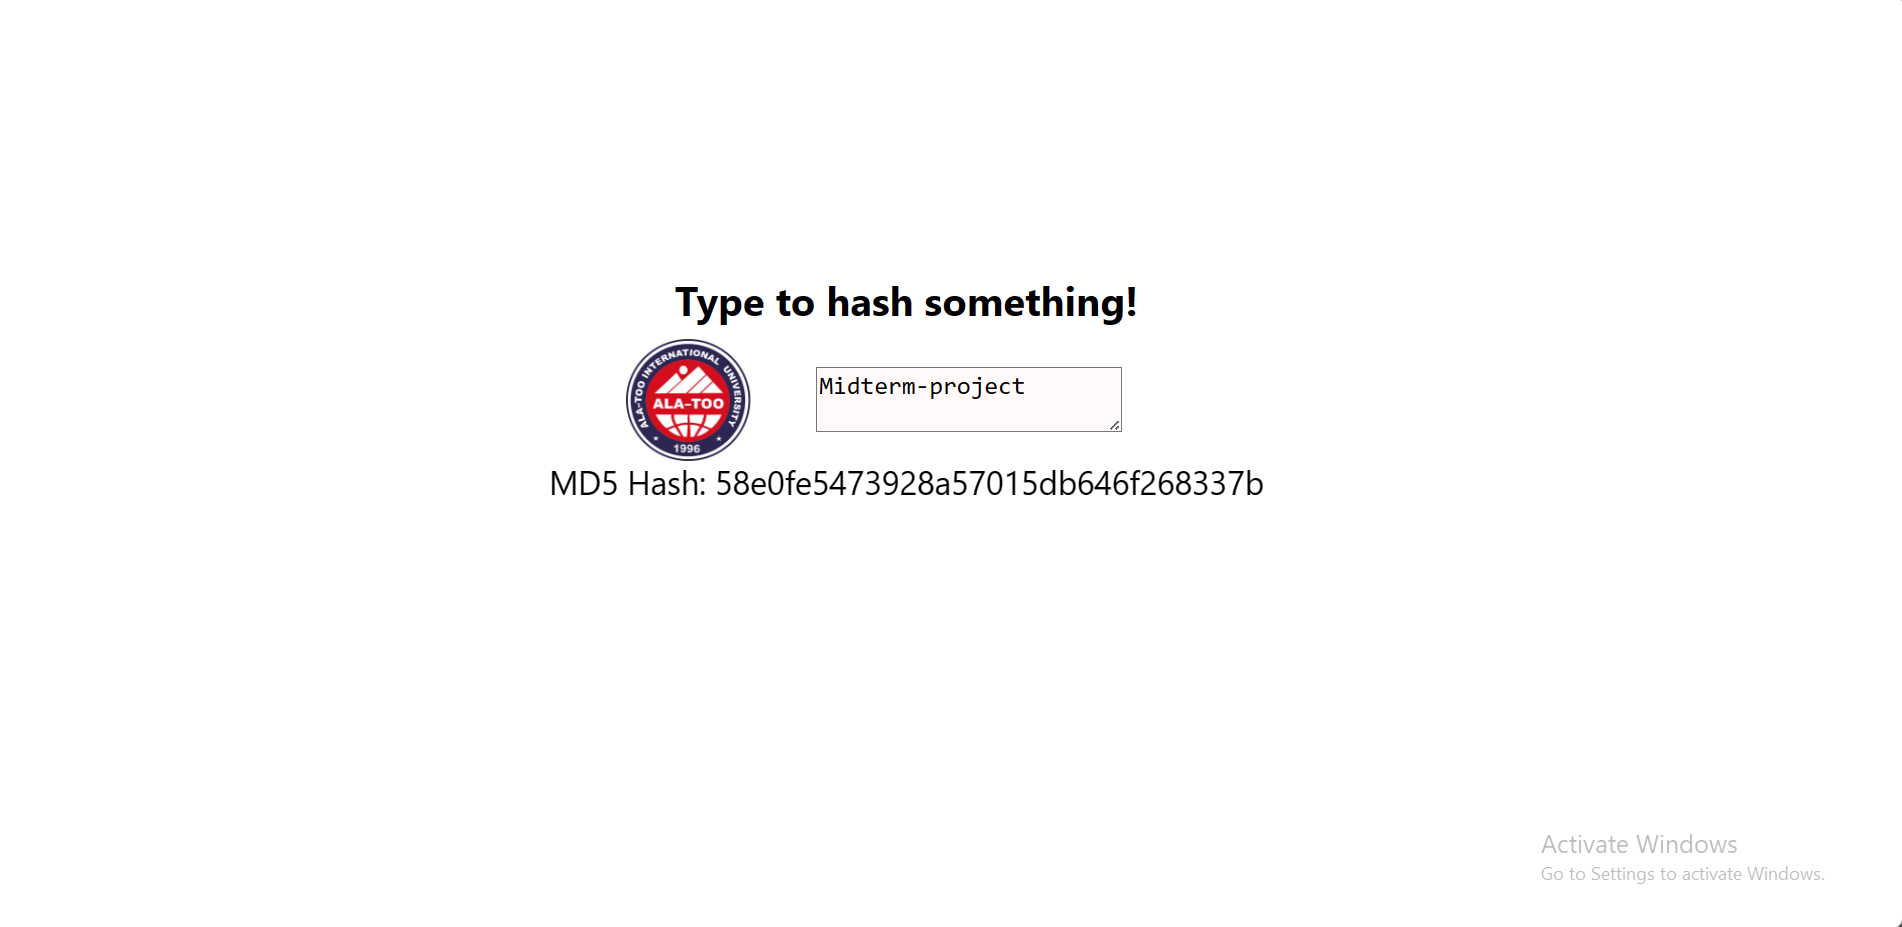 Type to hash something!
ALA-TOO INTERNATIONAL UNIVERSITY
ALA-TOO
1996
Midterm-project
MD5 Hash: 58e0fe5473928a57015db646f268337b
Activate Windows
Go to Settings to activate Windows.